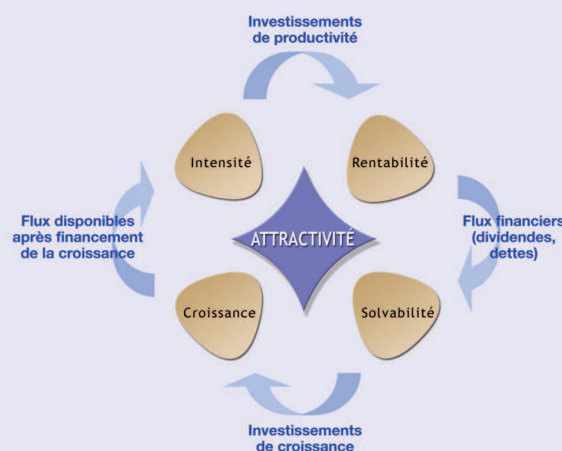 Investissements
de productivité
Intensité
Rentabilité
Flux disponibles
après financement
de la croissance
ATTRACTIVITÉ
Flux financiers
(dividendes,
dettes)
Croissance
Solvabilité
Investissements
de croissance